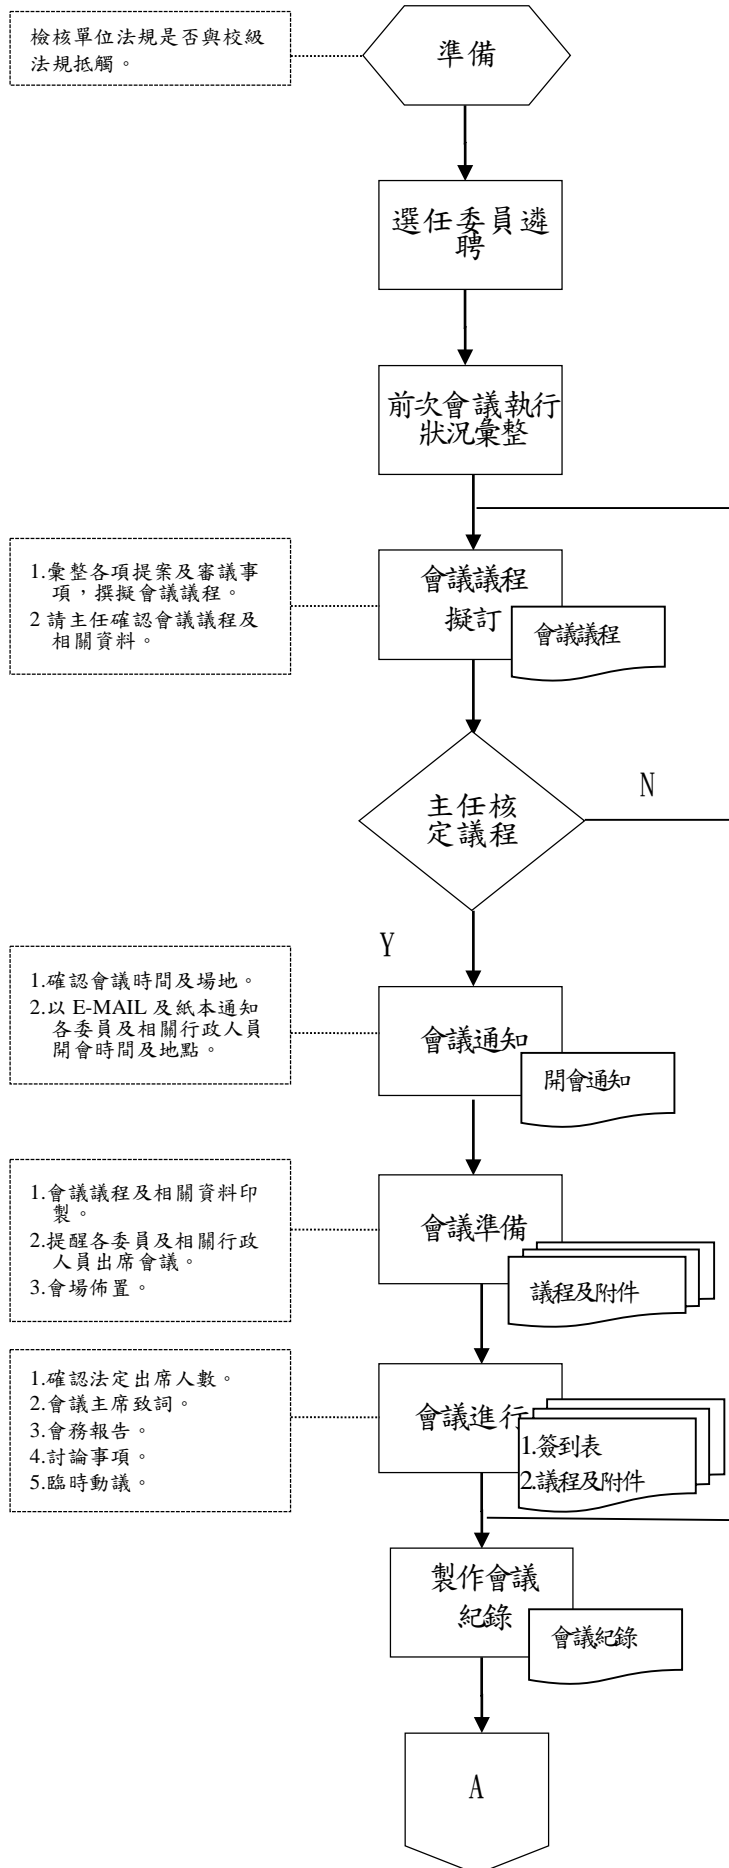 檢核單位法規是否與校級
法規抵觸。
準備
選任委員遴
聘
前次會議執行
狀況彙整
1.彙整各項提案及審議事
項，撰擬會議議程。
2 請主任確認會議議程及
相關資料。
會議議程
擬訂
會議議程
主任核
定議程
N
Y
1.確認會議時間及場地。
2.以 E-MAIL 及紙本通知
各委員及相關行政人員
開會時間及地點。
會議通知
開會通知
1.會議議程及相關資料印
製。
2.提醒各委員及相關行政
人員出席會議。
3.會場佈置。
會議準備
議程及附件
1.確認法定出席人數。
2.會議主席致詞。
3.會務報告。
4.討論事項。
5.臨時動議。
會議進行
1.簽到表
2.議程及附件
製作會議
紀錄
會議紀錄
A